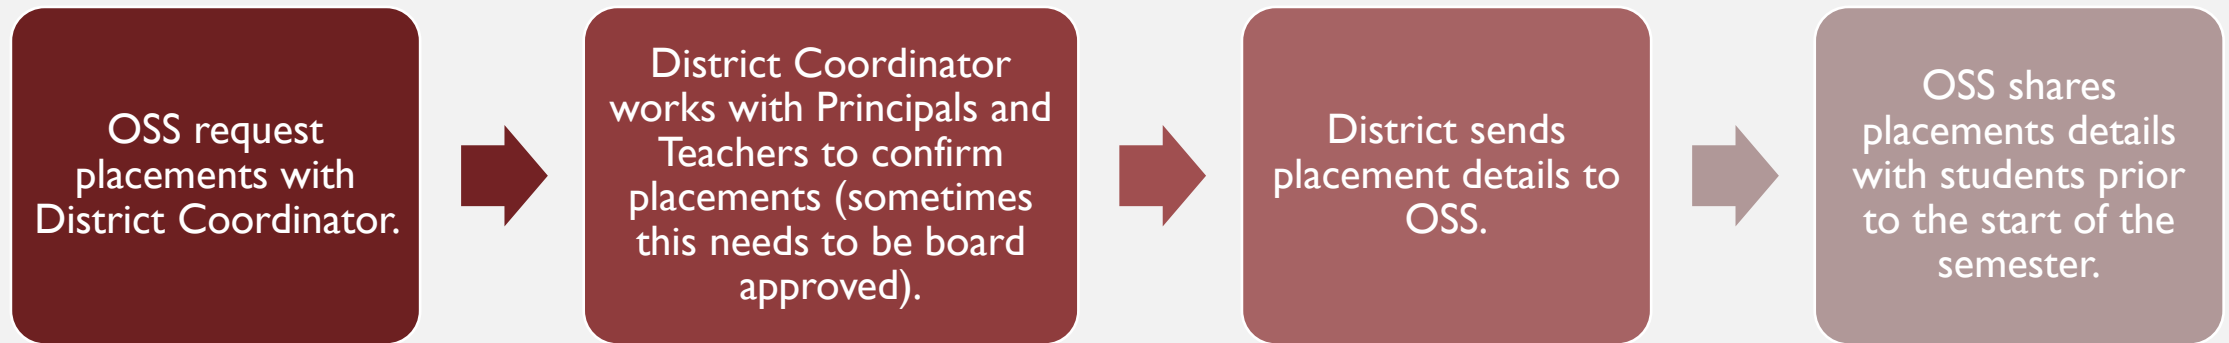 OSS request
placements with
District Coordinator.
District Coordinator
works with Principals and
Teachers to confirm
placements (sometimes
this needs to be board
approved).
District sends
placement details to
OSS.
OSS shares
placements details
with students prior
to the start of the
semester.